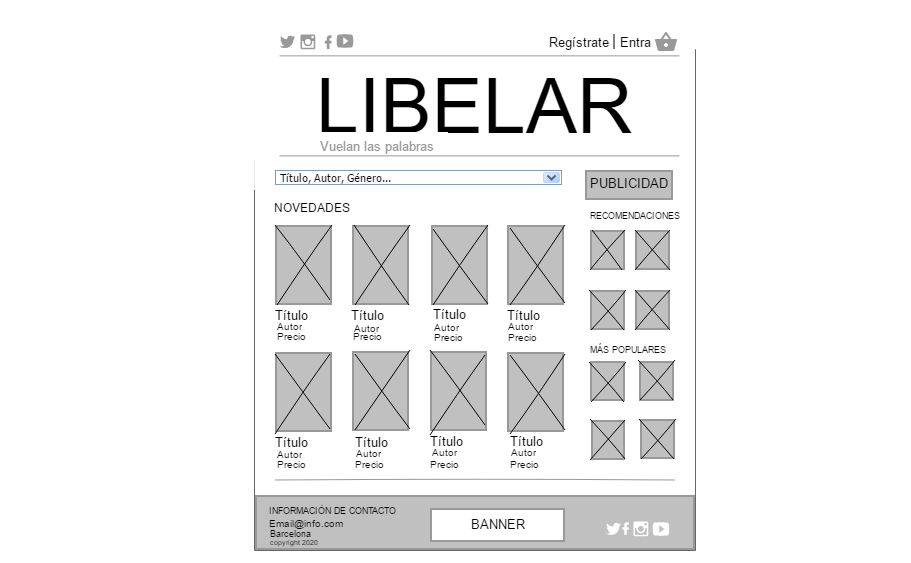 Regístrate | Entra
LIBELAR
Vuelan las palabras
Título, Autor, Género...
PUBLICIDAD
NOVEDADES
RECOMENDACIONES
Título
Autor
Precio
Título
Autor
Precio
Título
Autor
Precio
Título
Autor
Precio
MÁS POPULARES
Título
Autor
Precio
Título
Autor
Precio
Título
Autor
Precio
Título
Autor
Precio
INFORMACIÓN DE CONTACTO
Email@info.com
Barcelona
copyright 2020
BANNER